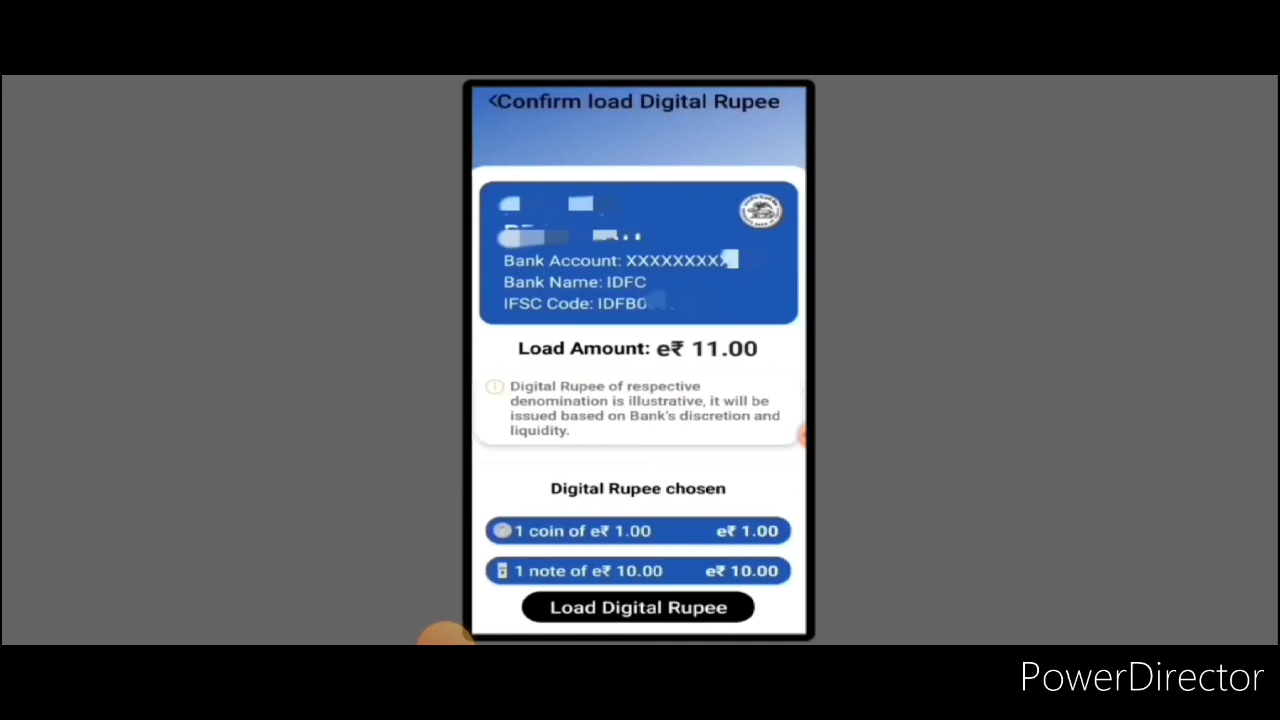 <Confirm load Digital Rupee
Bank Account: XXXXXXXXX
Bank Name: IDFC
IFSC Code: IDFB0
Load Amount: e₹ 11.00
Digital Rupee of respective
denomination is illustrative, it will be
issued based on Bank's discretion and
liquidity.
Digital Rupee chosen
1 coin of e₹ 1.00 e₹ 1.00
1 note of e₹ 10.00 e₹ 10.00
Load Digital Rupee
PowerDirector